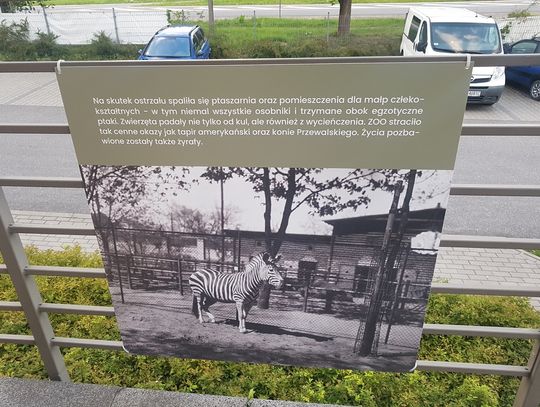 Na skutek ostrzału spaliła się ptaszarnia oraz pomieszczenia dla małp człeko-
kształtnych - w tym niemal wszystkie osobniki i trzymane obok egzotyczne
ptaki. Zwierzęta padały nie tylko od kul, ale również z wycieńczenia. ZOO straciło
tak cenne okazy jak tapir amerykański oraz konie Przewalskiego. Życia pozba-
wione zostały także żyrafy.